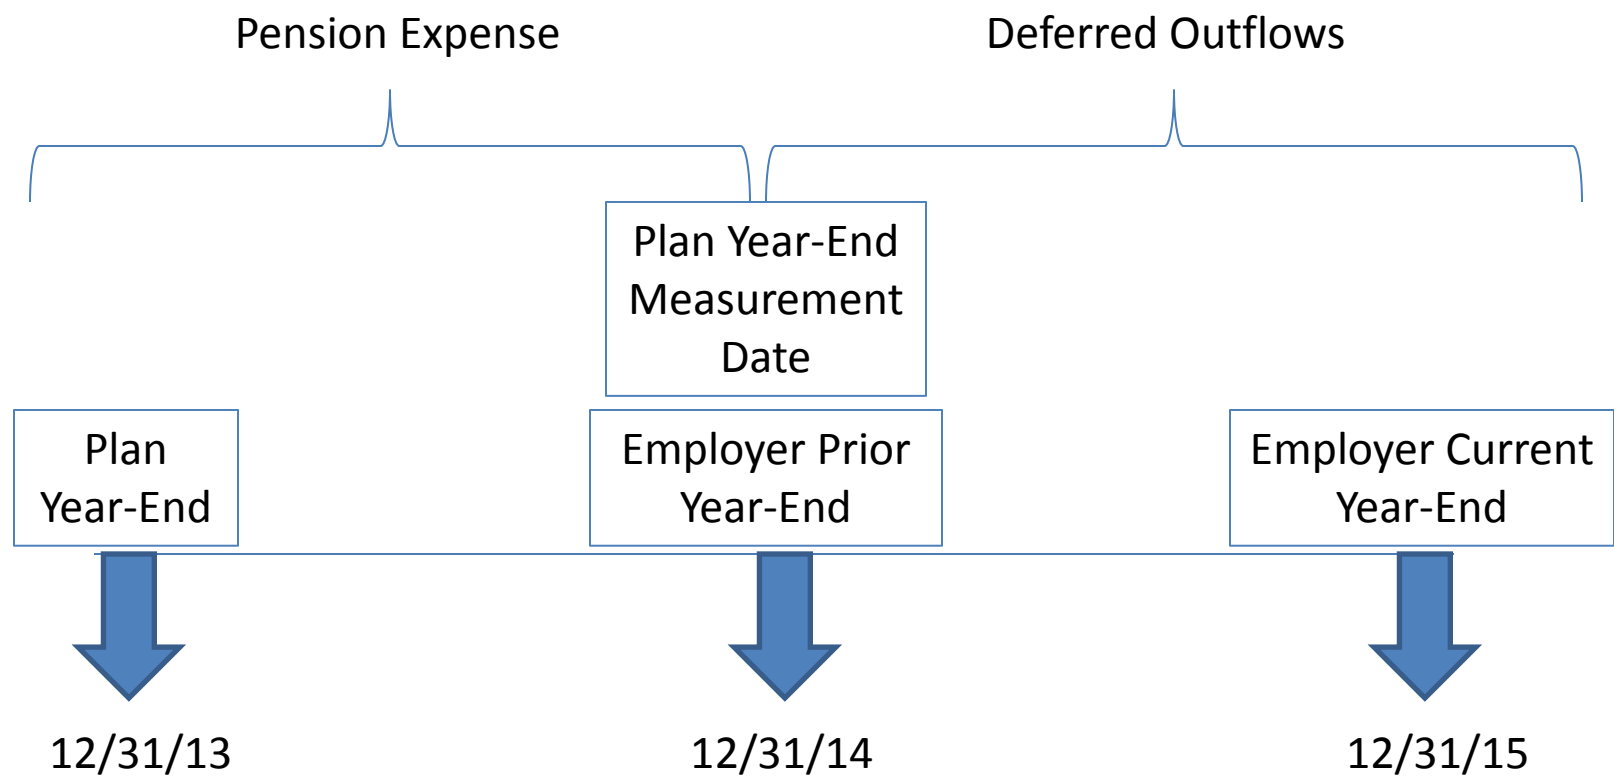 Pension Expense
Deferred Outflows
Plan Year-End
Measurement
Date
Plan
Year-End
Employer Prior
Year-End
Employer Current
Year-End
12/31/13
12/31/14
12/31/15